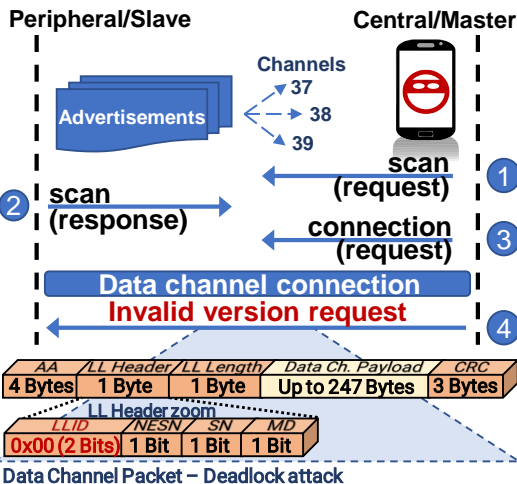 Peripheral/Slave Central/Master
Channels
37
Advertisements 38
39
scan
(request) 1
2 scan
(response)
connection
(request) 3
Data channel connection
Invalid version request
4
AA LL Header LL Length Data Ch. Payload CRC
4 Bytes 1 Byte 1 Byte Up to 247 Bytes 3 Bytes
LL Header zoom
LLID NESN SN MD
0x00 (2 Bits) 1 Bit 1 Bit 1 Bit
Data Channel Packet – Deadlock attack